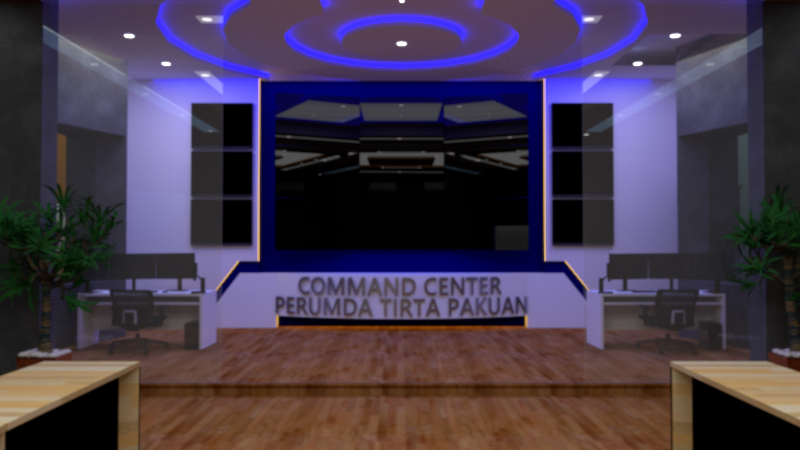 COMMAND CENTER
PERUMDA TIRTA PAKUAN